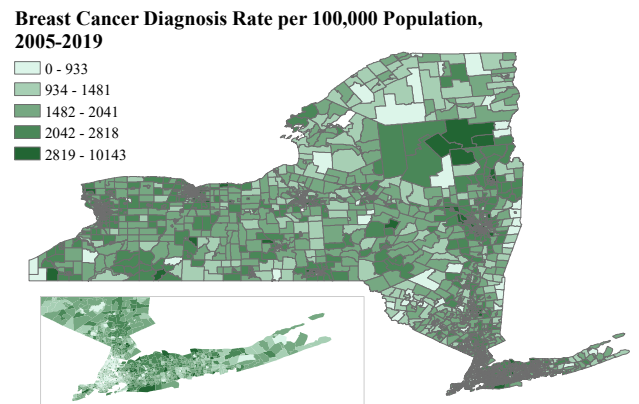 Breast Cancer Diagnosis Rate per 100,000 Population,
2005-2019
0 - 933
934 - 1481
1482 - 2041
2042 - 2818
2819 - 10143